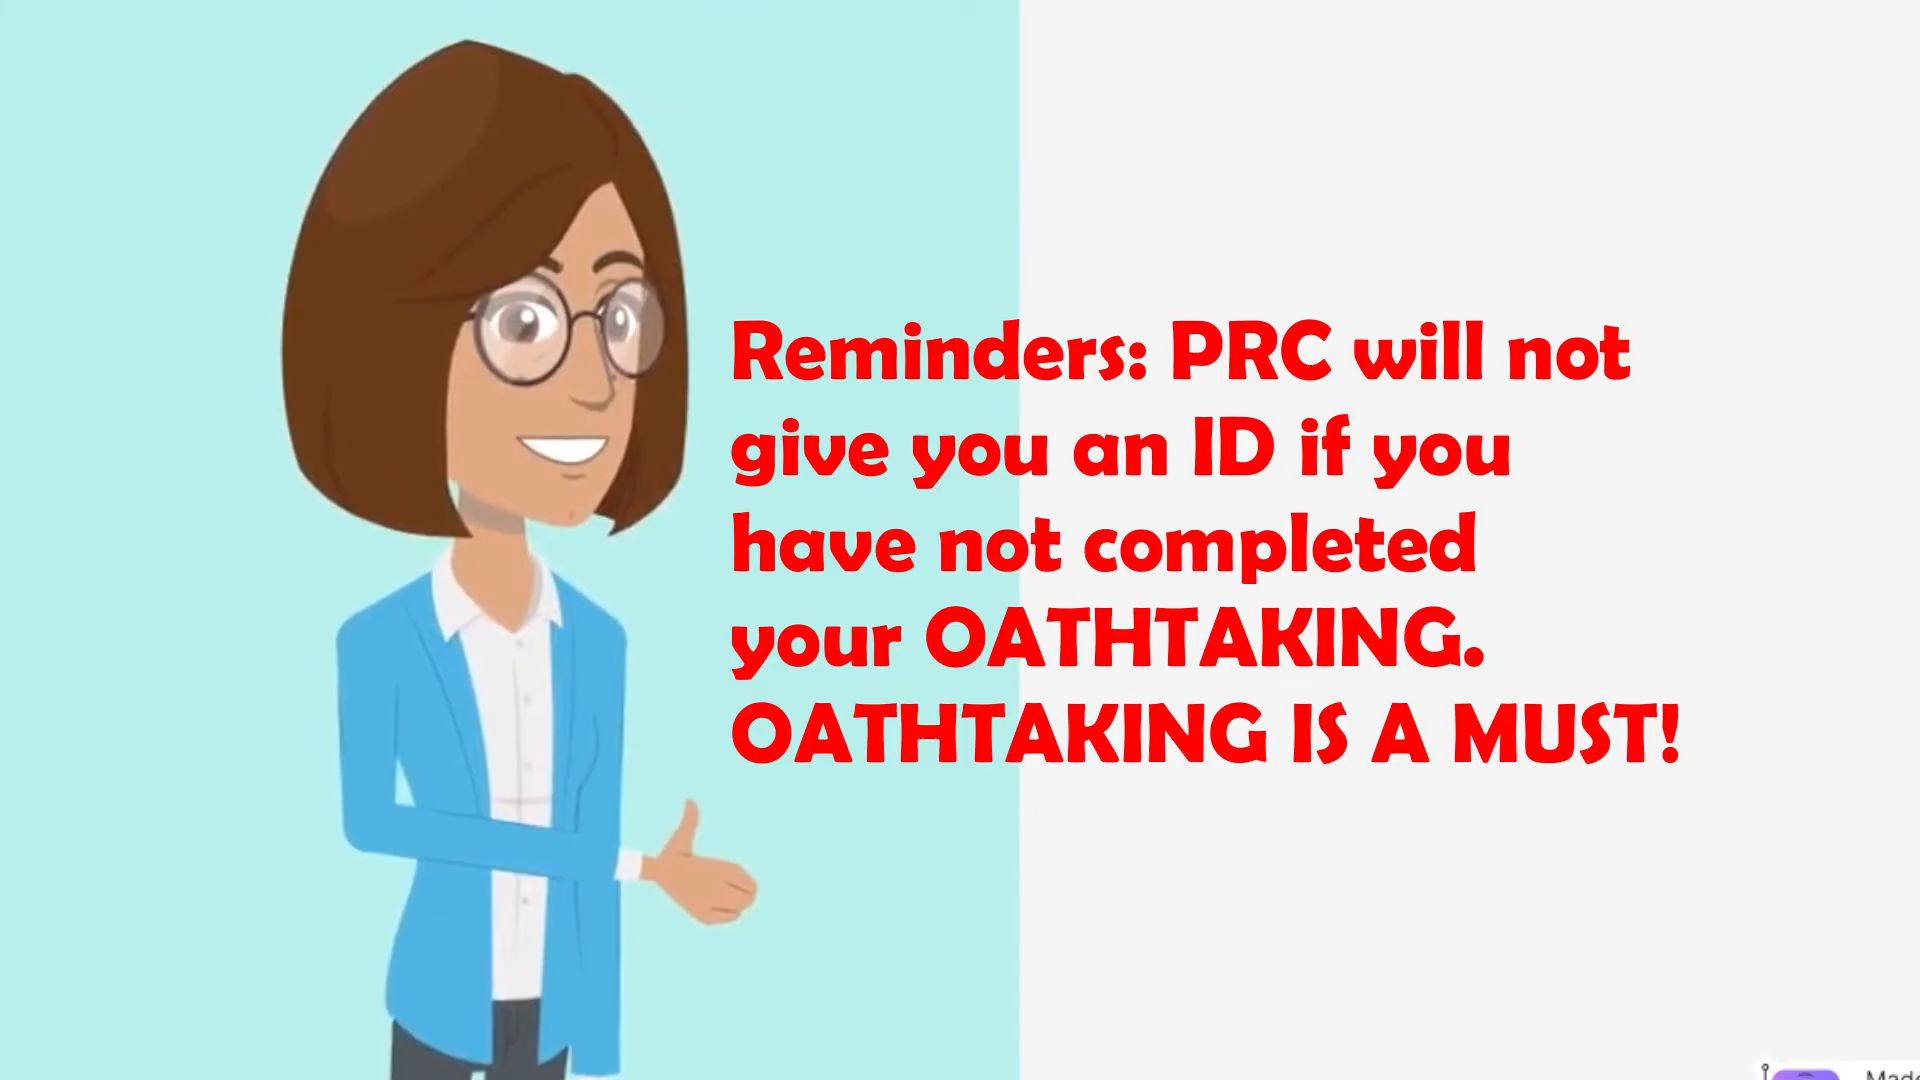 Reminders: PRC will not
give you an ID if you
have not completed
your OATHTAKING.
OATHTAKING IS A MUST!